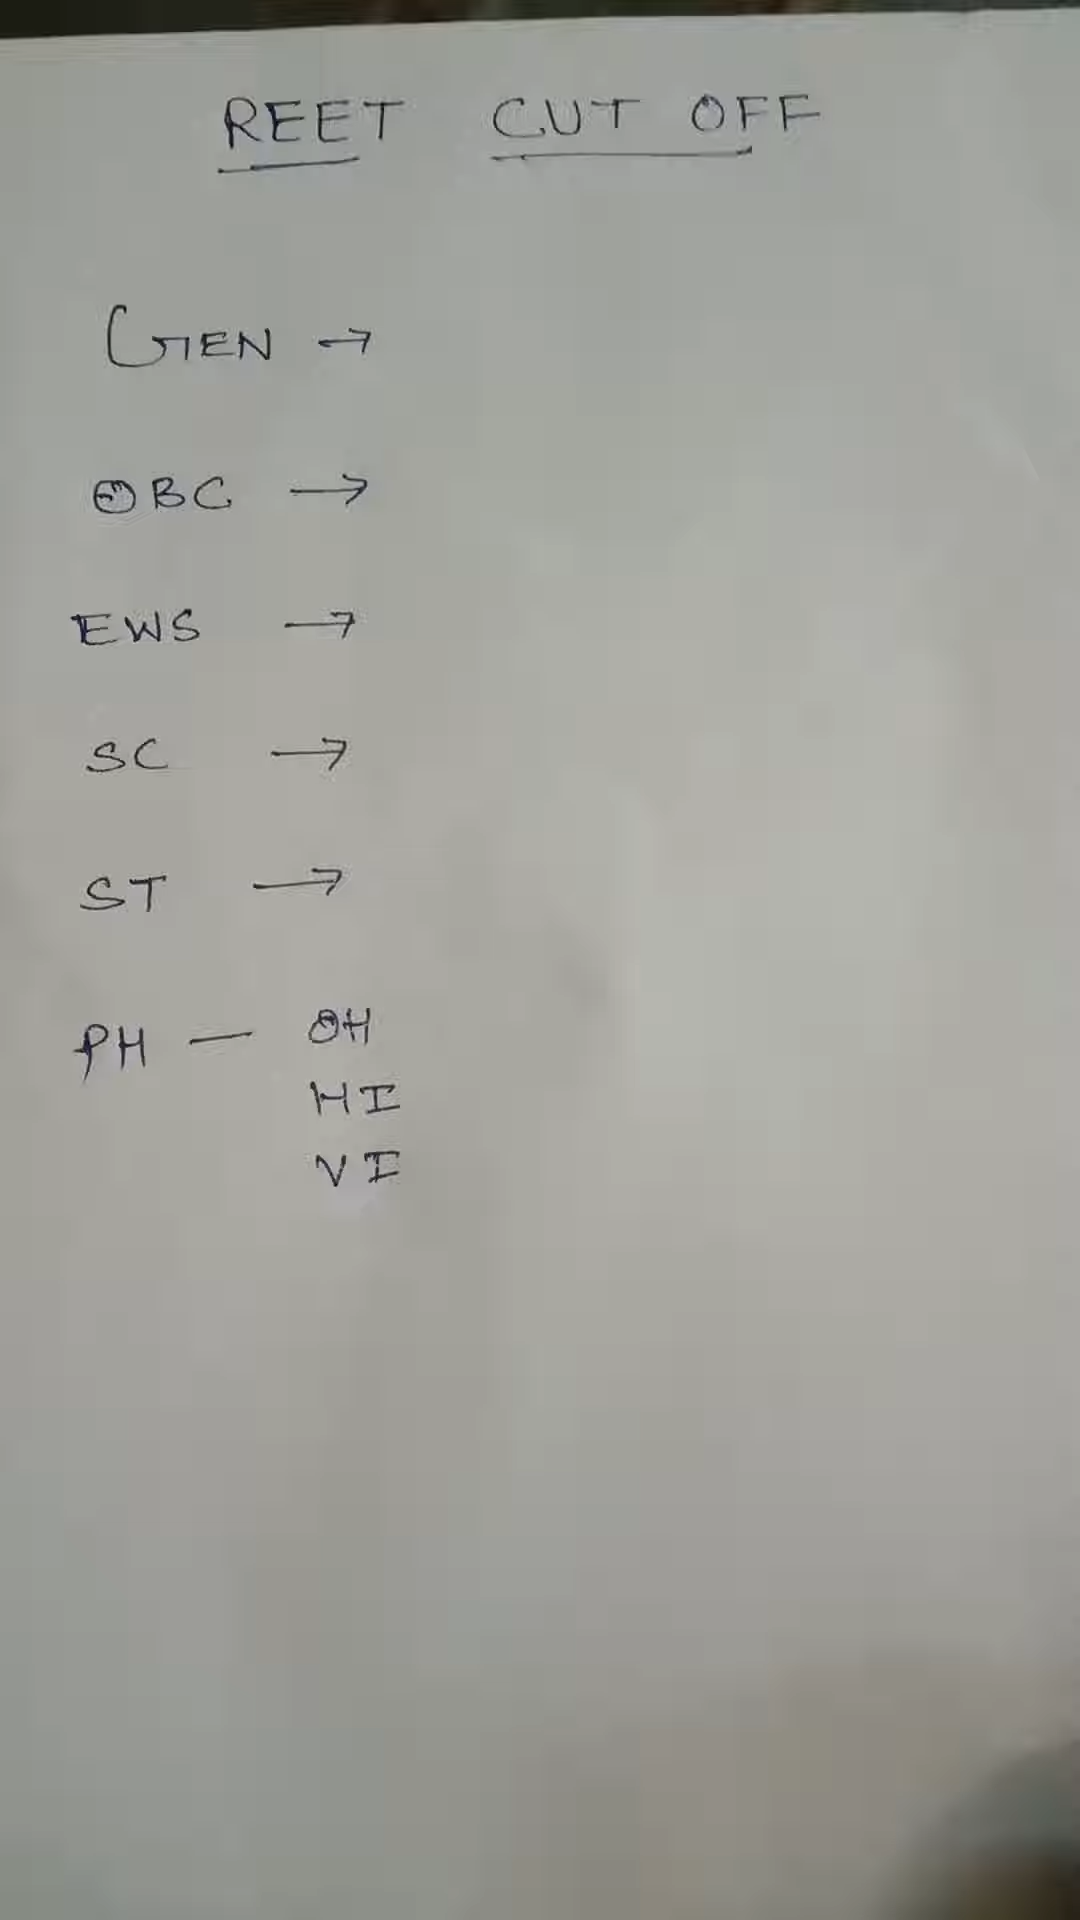 REET CUT OFF
GEN →
OBC →
EWS →
SC →
ST →
PH — OH
HI
VI